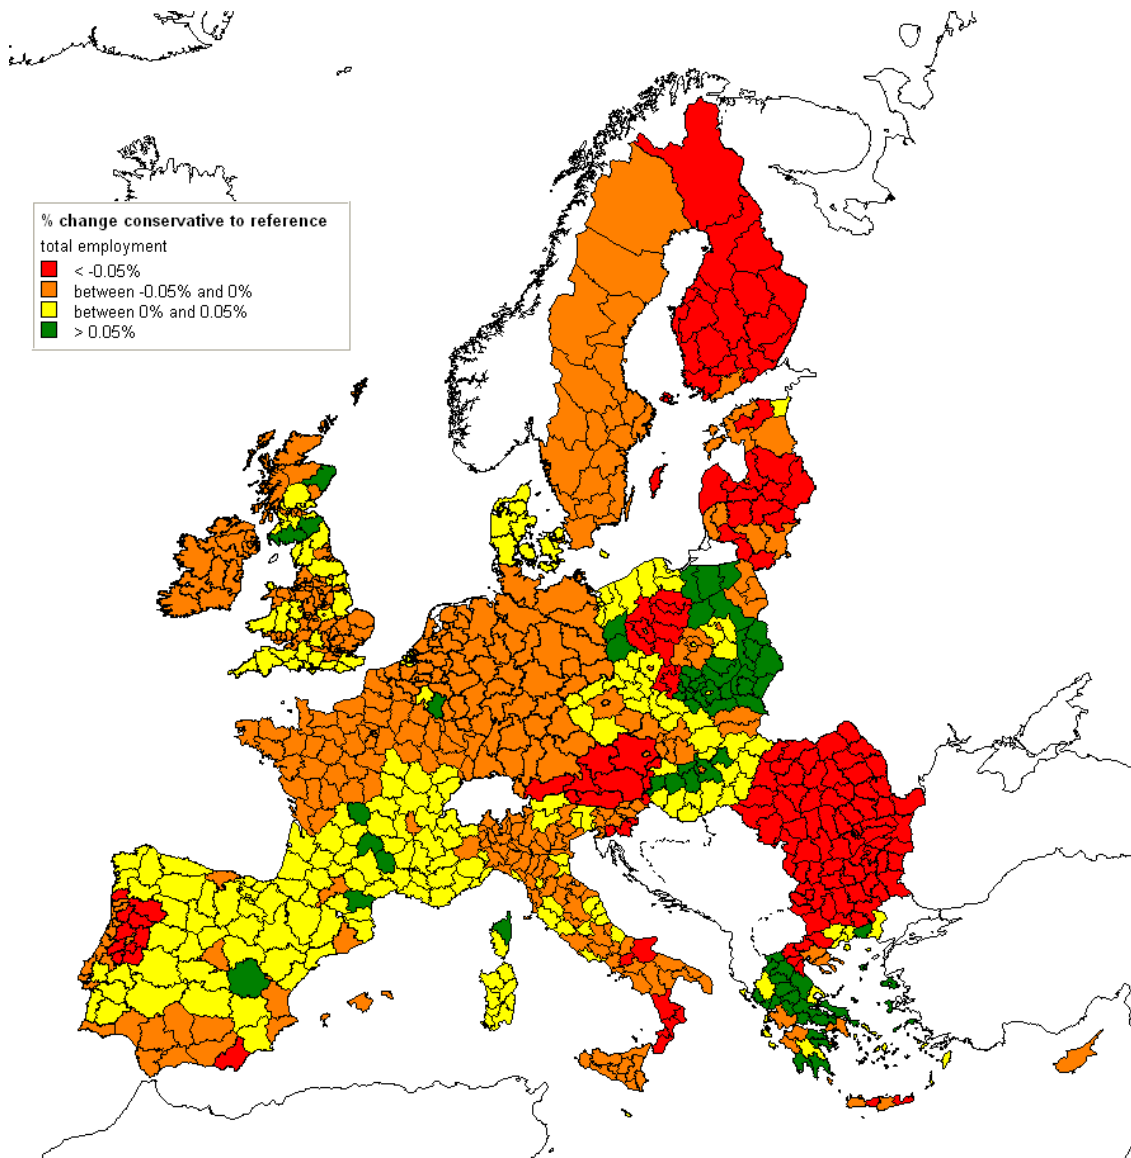 % change conservative to reference
total employment
< -0.05%
between -0.05% and 0%
between 0% and 0.05%
> 0.05%